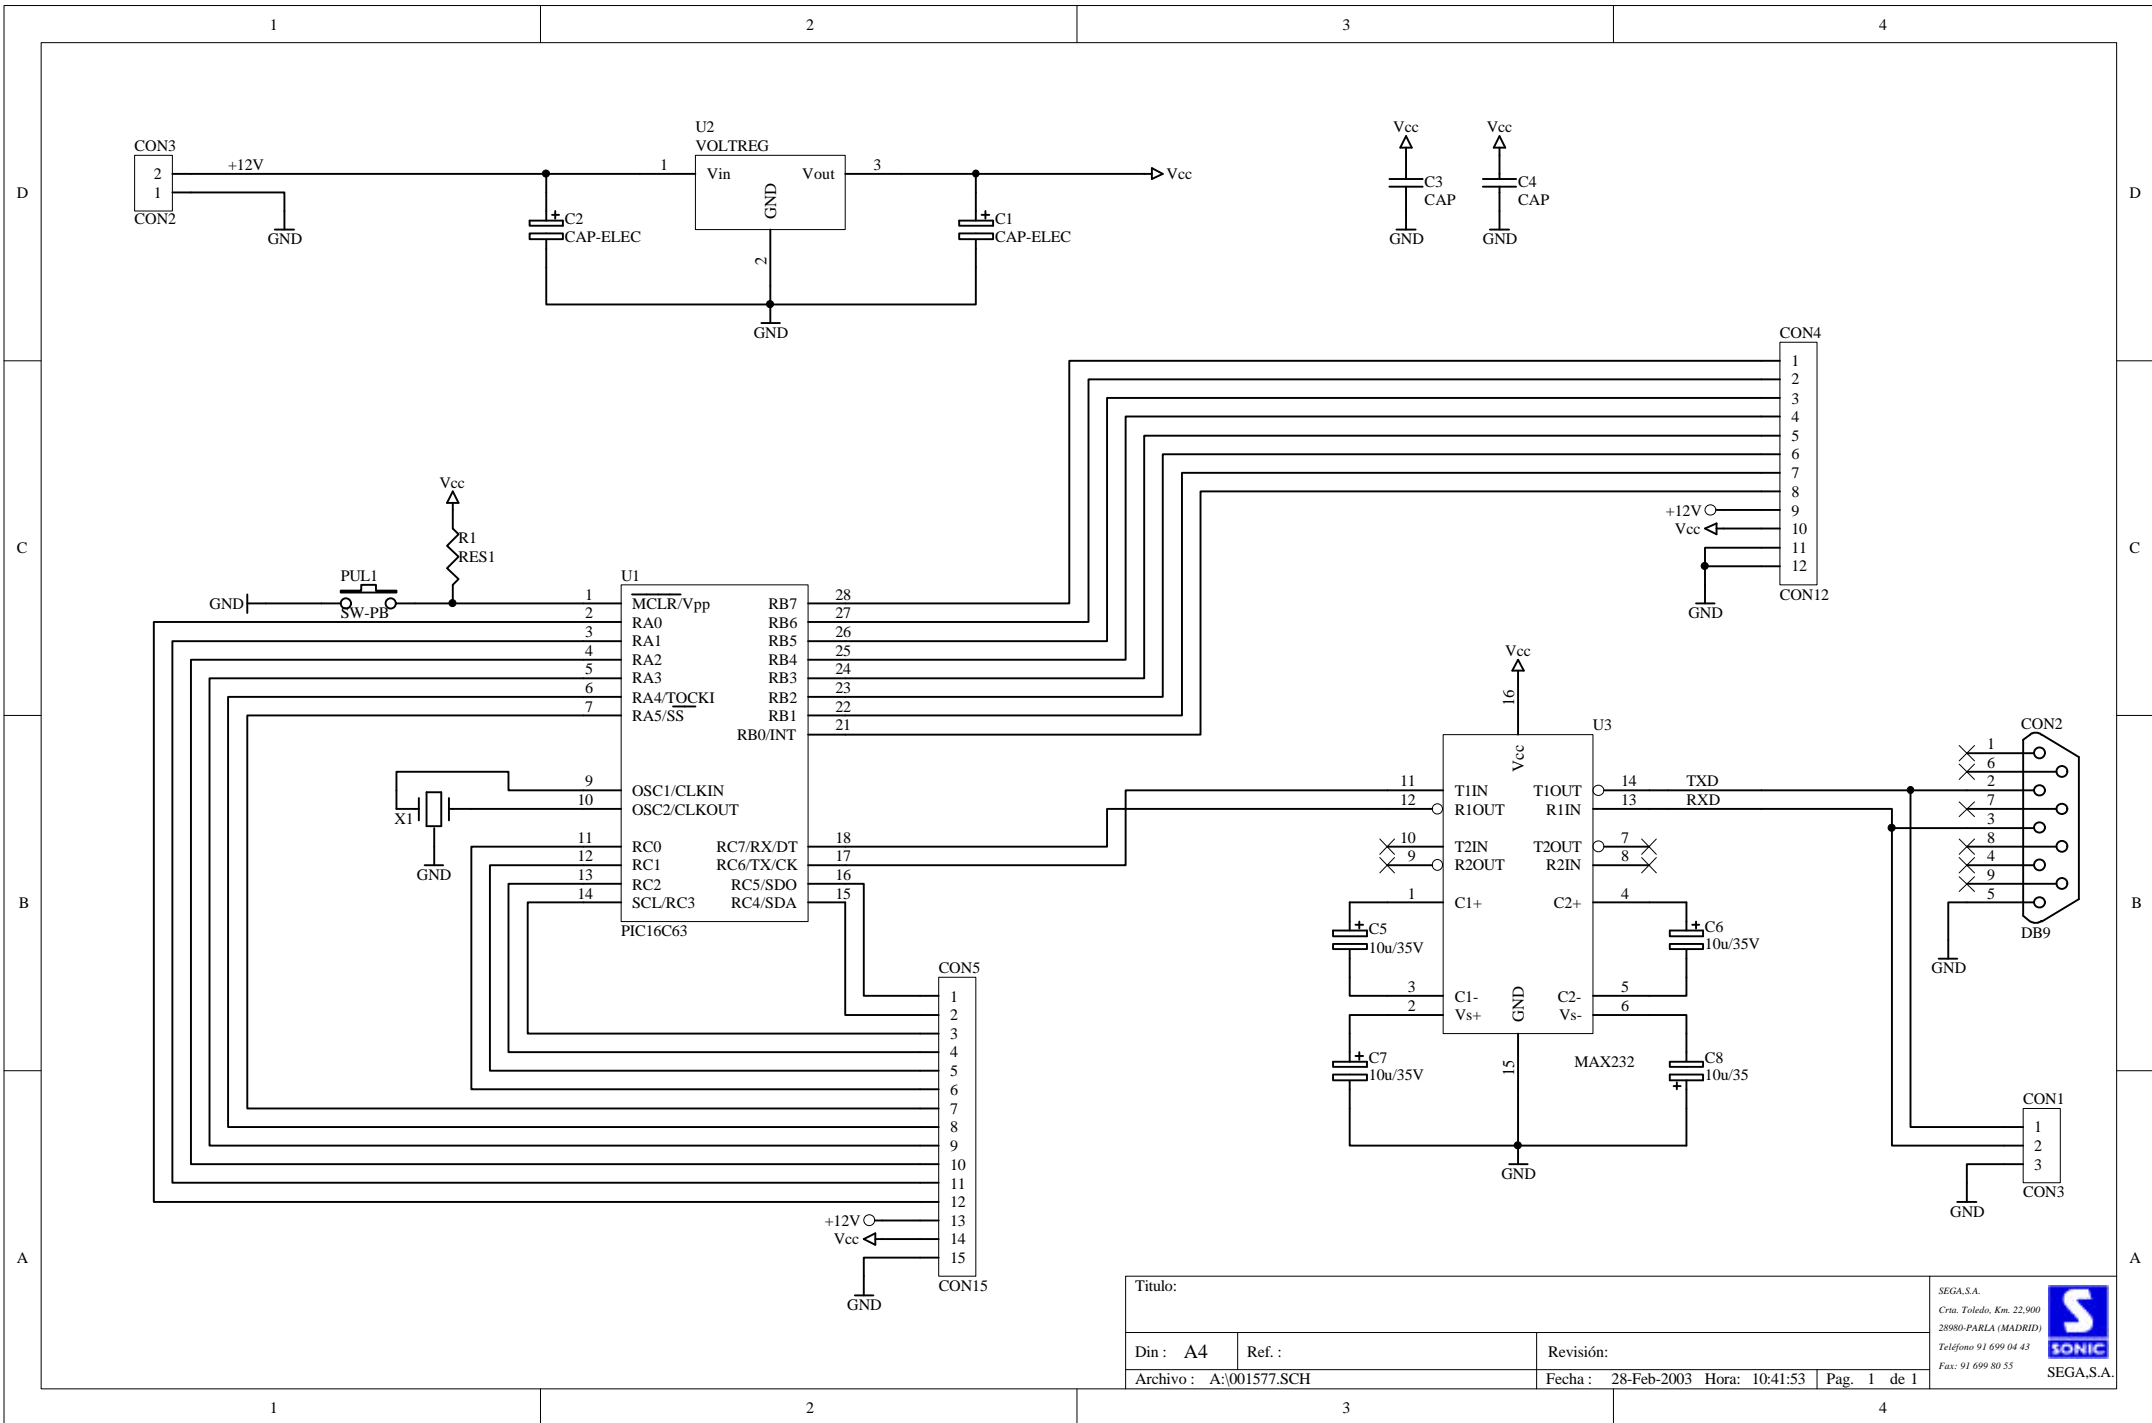 1 2 3 4
D D
C C
B B
A A
CON3
2
1
CON2
+12V
GND
U2
VOLTREG
1 Vin Vout 3
GND
2
C2
CAP-ELEC
C1
CAP-ELEC
Vcc
GND
Vcc
C3
CAP
GND
Vcc
C4
CAP
GND
CON4
1
2
3
4
5
6
7
8
+12V 9
Vcc 10
11
12
GND
CON12
Vcc
R1
RES1
PUL1
GND
SW-PB
U1
1 MCLR/Vpp RB7 28
2 RA0 RB6 27
3 RA1 RB5 26
4 RA2 RB4 25
5 RA3 RB3 24
6 RA4/TOCKI RB2 23
7 RA5/SS RB1 22
RB0/INT 21
9 OSC1/CLKIN
10 OSC2/CLKOUT
X1
GND
11 RC0 RC7/RX/DT 18
12 RC1 RC6/TX/CK 17
13 RC2 RC5/SDO 16
14 SCL/RC3 RC4/SDA 15
PIC16C63
CON5
1
2
3
4
5
6
7
8
9
10
11
12
+12V 13
Vcc 14
15
GND
CON15
Vcc
16
U3
Vcc
11 T1IN T1OUT 14 TXD
12 R1OUT R1IN 13 RXD
10 T2IN T2OUT 7
9 R2OUT R2IN 8
1 C1+ C2+ 4
C5
10u/35V
C6
10u/35V
3 C1- C2- 5
2 Vs+ Vs- 6
GND
15
MAX232
C7
10u/35V
C8
10u/35
GND
CON2
1
6
2
7
3
8
4
9
5
DB9
GND
CON1
1
2
3
CON3
GND
Titulo:
Din : A4 Ref. : Revisión:
Archivo : A:\001577.SCH Fecha : 28-Feb-2003 Hora: 10:41:53 Pag. 1 de 1
SEGA,S.A.
Crta. Toledo, Km. 22,900
28980-PARLA (MADRID)
Teléfono 91 699 04 43
Fax: 91 699 80 55
S
SONIC
SEGA,S.A.
1 2 3 4